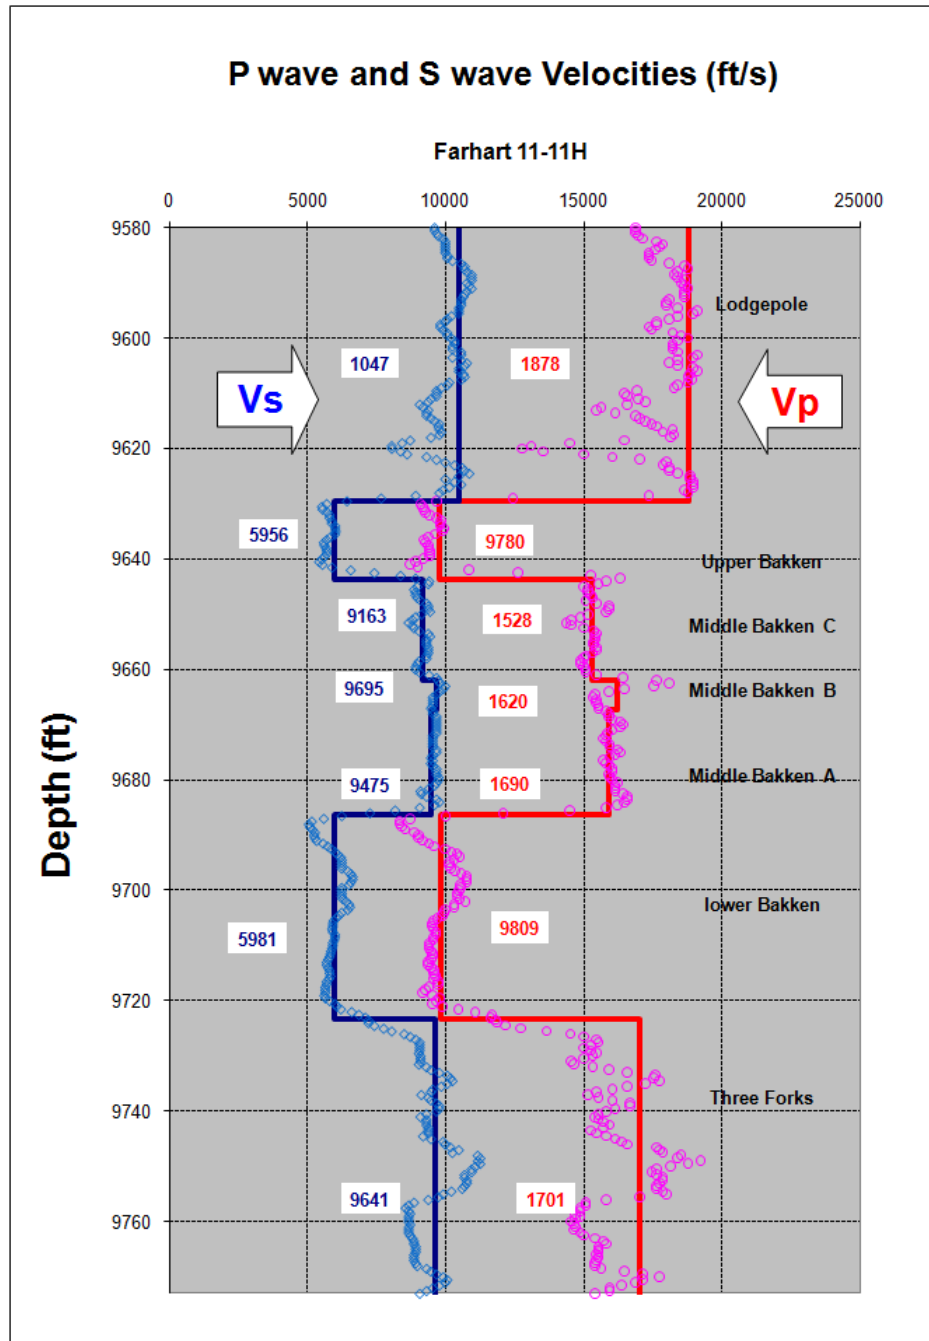 P wave and S wave Velocities (ft/s)
Farhart 11-11H
0 5000 10000 15000 20000 25000
9580
Lodgepole
9600
1047 1878
Vs Vp
9620
5956 9780
9640
Upper Bakken
9163 1528
Middle Bakken C
9660
9695 1620
Middle Bakken B
9680
9475 1690
Middle Bakken A
Depth (ft)
9700
lower Bakken
5981 9809
9720
9740
Three Forks
9641 1701
9760